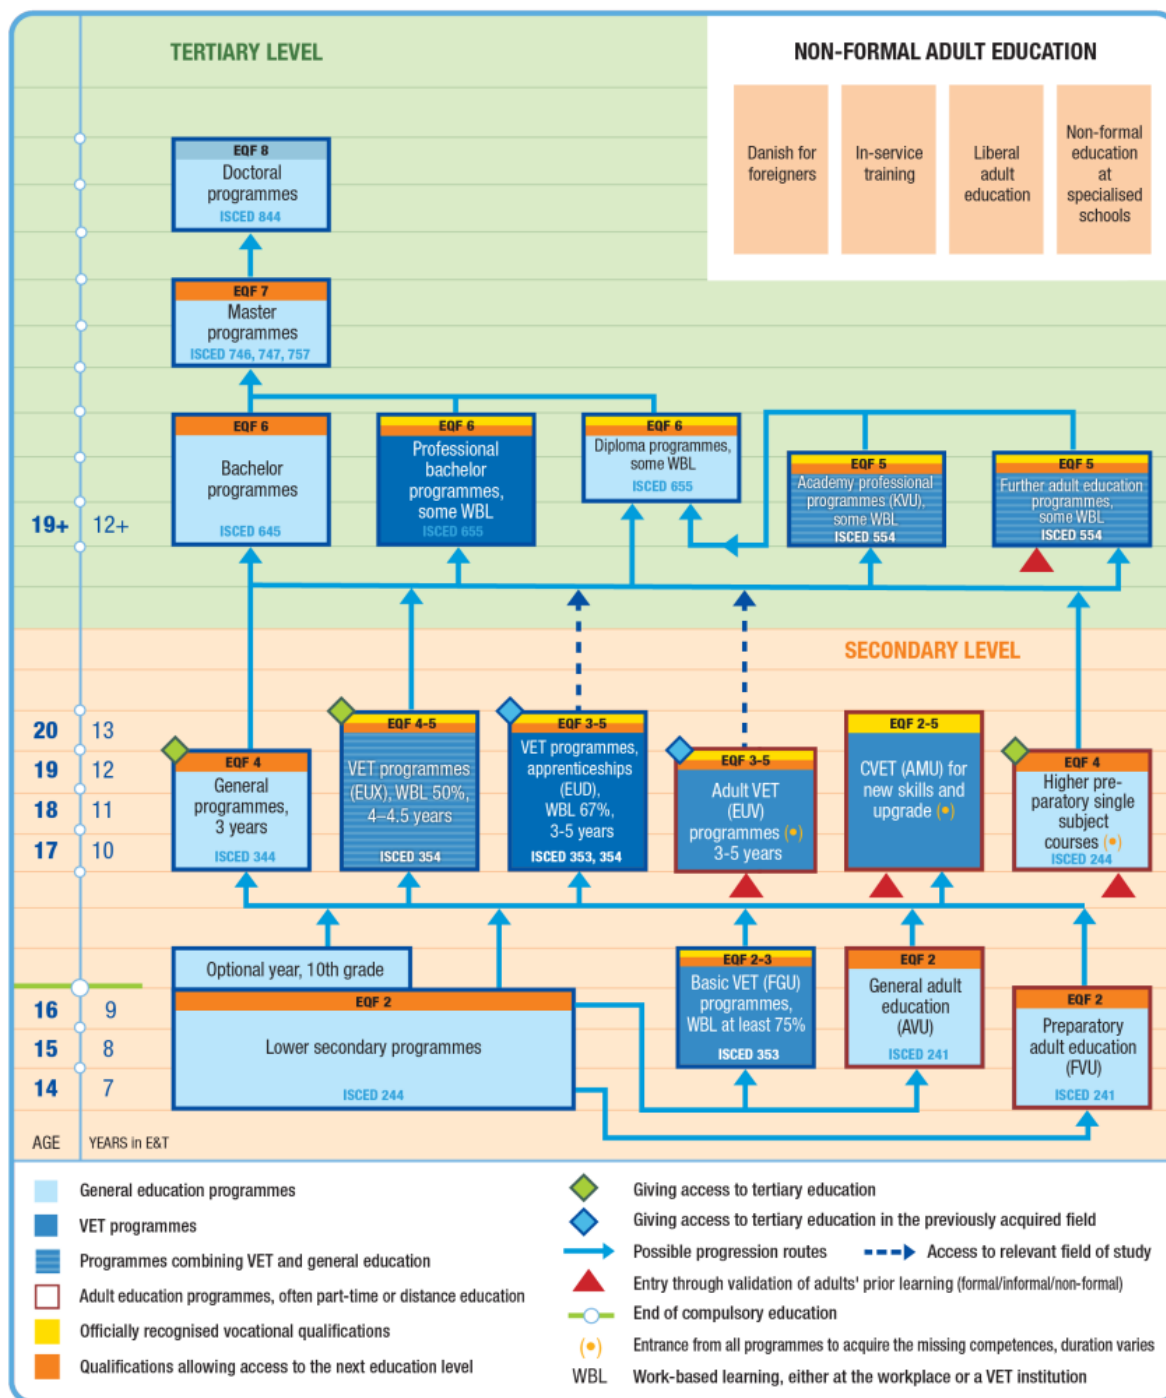 TERTIARY LEVEL
NON-FORMAL ADULT EDUCATION
Danish for
foreigners
In-service
training
Liberal
adult
education
Non-formal
education
at
specialised
schools
EQF 8
Doctoral
programmes
ISCED 844
EQF 7
Master
programmes
ISCED 746, 747, 757
EQF 6
Bachelor
programmes
ISCED 645
EQF 6
Professional
bachelor
programmes,
some WBL
ISCED 655
EQF 6
Diploma programmes,
some WBL
ISCED 655
EQF 5
Academy professional
programmes (KVU),
some WBL
ISCED 554
EQF 5
Further adult education
programmes,
some WBL
ISCED 554
19+ 12+
SECONDARY LEVEL
20 13
19 12
18 11
17 10
EQF 4
General
programmes,
3 years
ISCED 344
EQF 4-5
VET programmes
(EUX), WBL 50%,
4–4.5 years
ISCED 354
EQF 3-5
VET programmes,
apprenticeships
(EUD),
WBL 67%,
3-5 years
ISCED 353, 354
EQF 3-5
Adult VET
(EUV)
programmes (•)
3-5 years
EQF 2-5
CVET (AMU) for
new skills and
upgrade (•)
EQF 4
Higher pre-
paratory single
subject
courses (•)
ISCED 244
Optional year, 10th grade
EQF 2
Lower secondary programmes
ISCED 244
EQF 2-3
Basic VET (FGU)
programmes,
WBL at least 75%
ISCED 353
EQF 2
General adult
education
(AVU)
ISCED 241
EQF 2
Preparatory
adult education
(FVU)
ISCED 241
16 9
15 8
14 7
AGE YEARS in E&T
General education programmes
VET programmes
Programmes combining VET and general education
Adult education programmes, often part-time or distance education
Officially recognised vocational qualifications
Qualifications allowing access to the next education level
Giving access to tertiary education
Giving access to tertiary education in the previously acquired field
Possible progression routes
Access to relevant field of study
Entry through validation of adults' prior learning (formal/informal/non-formal)
End of compulsory education
(•) Entrance from all programmes to acquire the missing competences, duration varies
WBL Work-based learning, either at the workplace or a VET institution